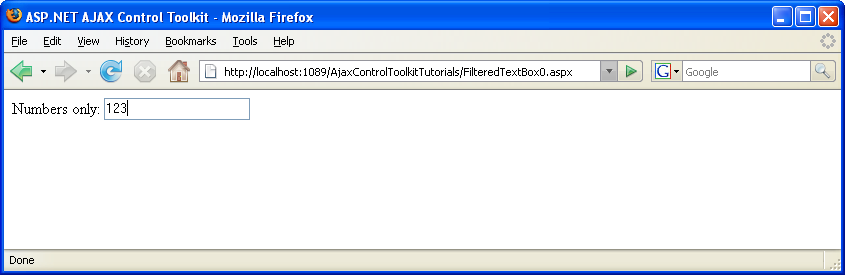 ASP.NET AJAX Control Toolkit - Mozilla Firefox
File Edit View History Bookmarks Tools Help
http://localhost:1089/AjaxControlToolkitTutorials/FilteredTextBox0.aspx G Google
Numbers only: 123
Done